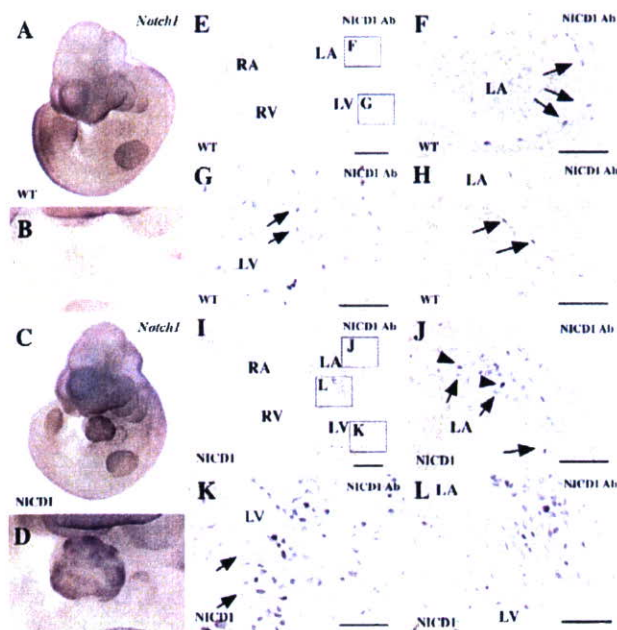 A Notch1
WT
B
C Notch1
NICD1
D
E NICD1 Ab
RA LA F
RV LV G
WT
F NICD1 Ab
LA
WT
G NICD1 Ab
LV
WT
H NICD1 Ab
LA
WT
I NICD1 Ab
RA LA J
L
RV LV K
NICD1
J NICD1 Ab
LA
NICD1
K NICD1 Ab
LV
NICD1
L LA NICD1 Ab
LV
NICD1